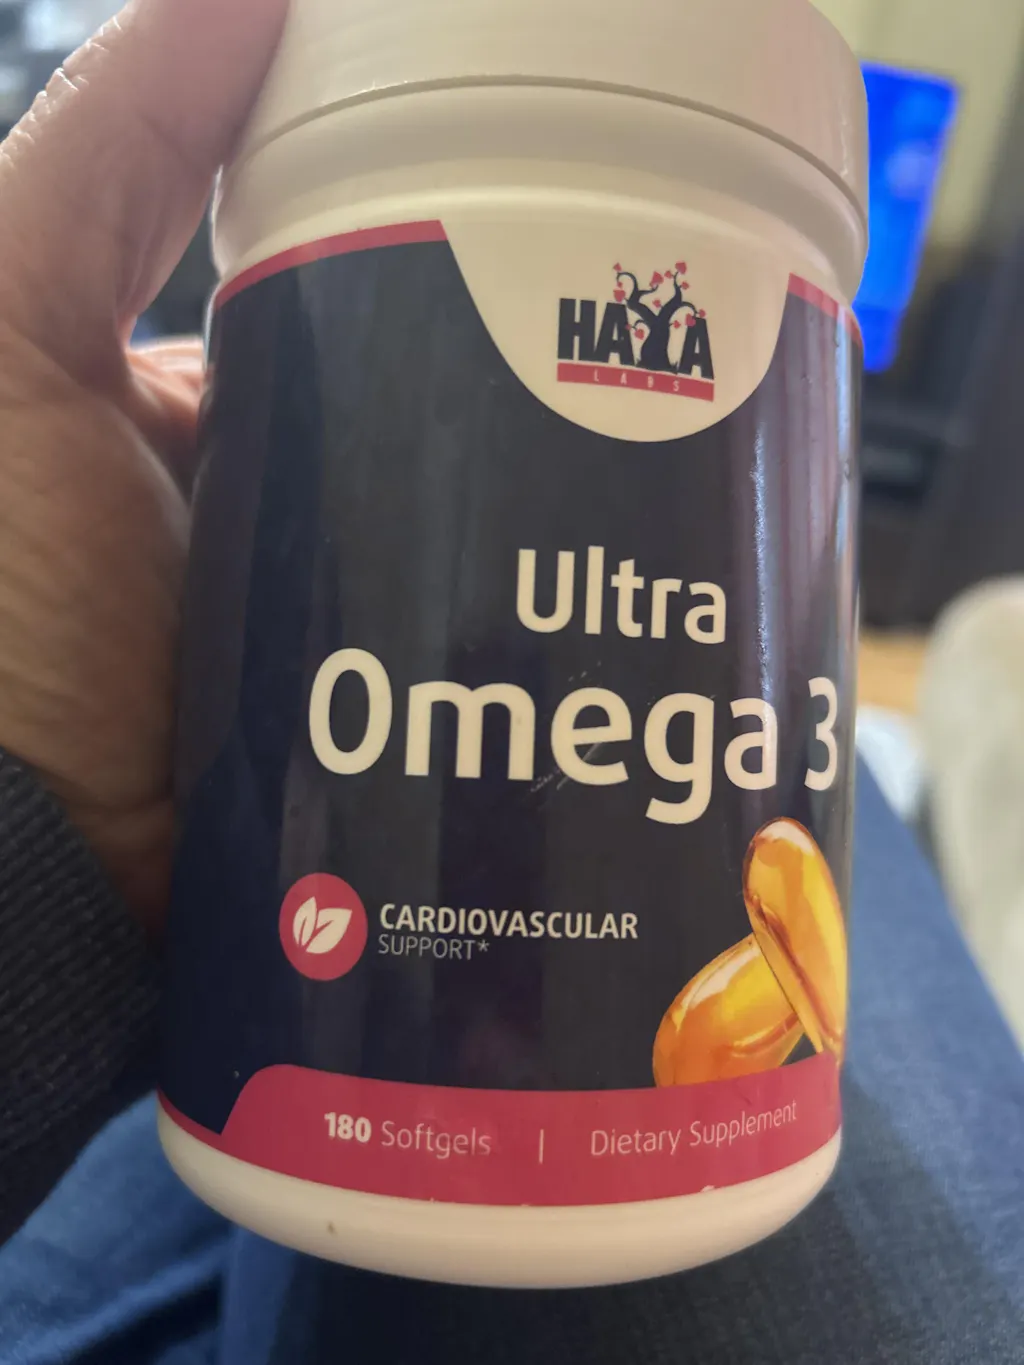 HAYA
LABS
Ultra
Omega 3
CARDIOVASCULAR
SUPPORT*
180 Softgels | Dietary Supplement